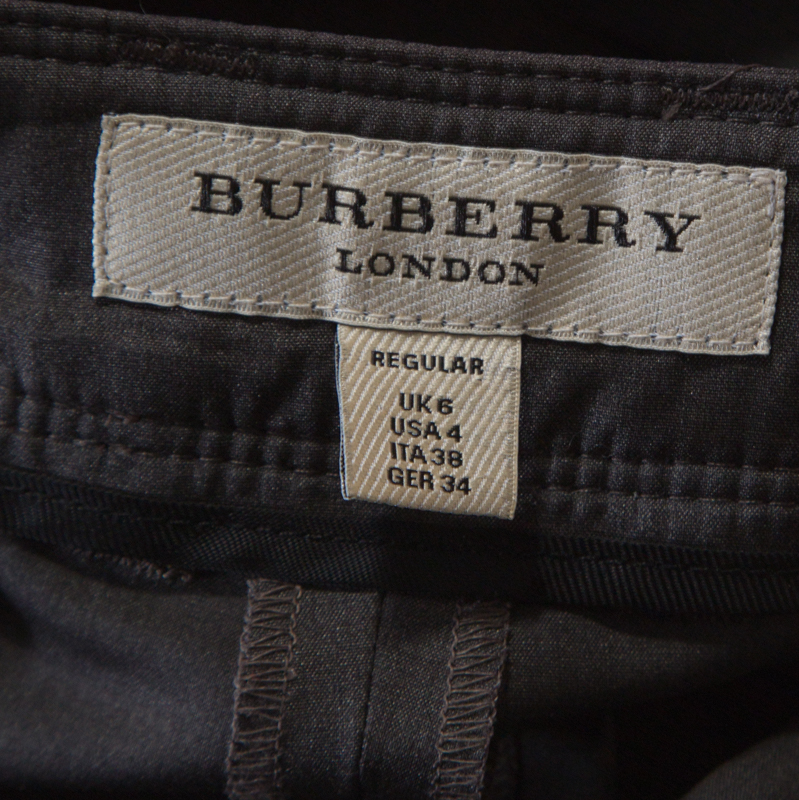 BURBERRY
LONDON
REGULAR
UK 6
USA 4
ITA 38
GER 34